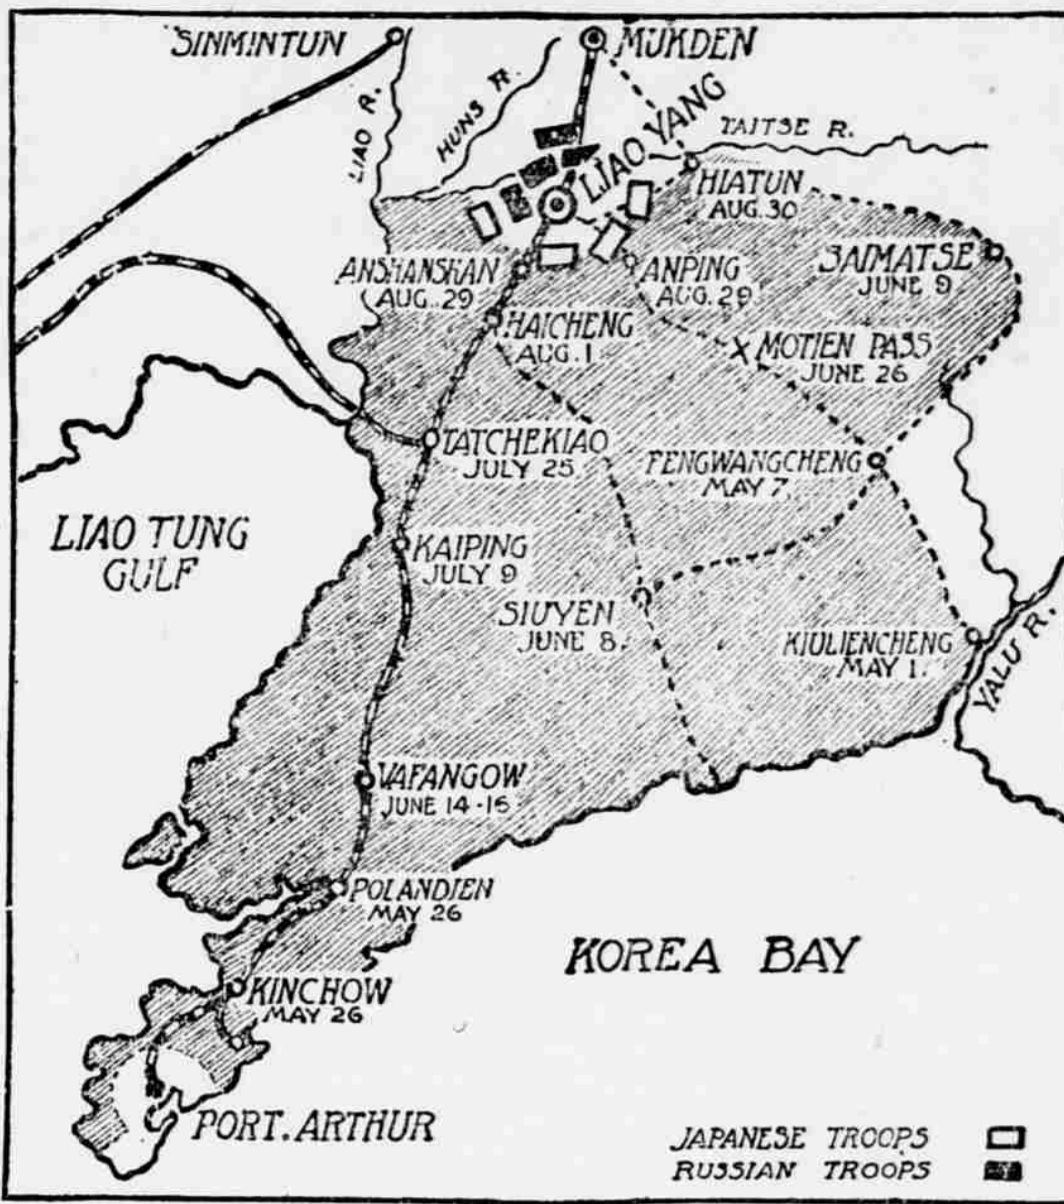 SINMINTUN
MUKDEN
LIAO R.
HUNS R.
LIAO YANG
TAITSE R.
HIATUN
AUG. 30
ANSHANSHAN
AUG. 29
ANPING
AUG. 29.
SAIMATSE
JUNE 9
HAICHENG
AUG. 1.
MOTIEN PASS
JUNE 26
TATCHEKIAO
JULY 25
FENGWANGCHENG
MAY 7.
LIAO TUNG
GULF
KAIPING
JULY 9
SIUYEN
JUNE 8.
KIULIENCHENG
MAY 1.
YALU R.
VAFANGOW
JUNE 14-16
POLANDIEN
MAY 26
KOREA BAY
KINCHOW
MAY 26
PORT. ARTHUR
JAPANESE TROOPS
RUSSIAN TROOPS